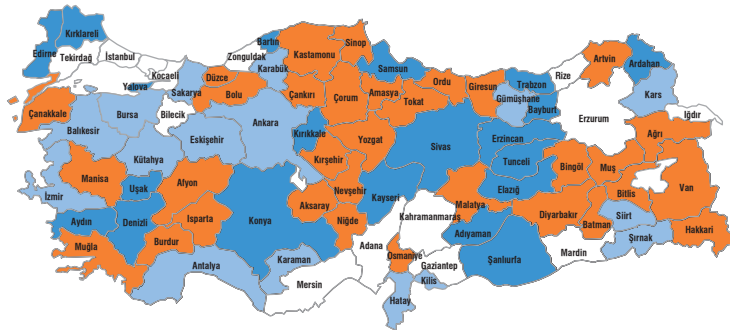 Kırklareli
Edirne
Tekirdağ
İstanbul
Kocaeli
Yalova
Sakarya
Düzce
Bolu
Zonguldak
Bartın
Karabük
Kastamonu
Sinop
Çankırı
Samsun
Çorum
Amasya
Tokat
Ordu
Giresun
Gümüşhane
Trabzon
Bayburt
Rize
Artvin
Ardahan
Kars
Iğdır
Erzurum
Ağrı
Çanakkale
Balıkesir
Bursa
Bilecik
Eskişehir
Ankara
Kırıkkale
Yozgat
Sivas
Erzincan
Tunceli
Kütahya
Kırşehir
Manisa
Uşak
Afyon
İzmir
Nevşehir
Kayseri
Elazığ
Bingöl
Muş
Bitlis
Van
Aydın
Denizli
Isparta
Konya
Aksaray
Niğde
Kahramanmaraş
Malatya
Adıyaman
Diyarbakır
Batman
Siirt
Şırnak
Hakkari
Muğla
Burdur
Antalya
Karaman
Mersin
Adana
Osmaniye
Gaziantep
Kilis
Hatay
Şanlıurfa
Mardin